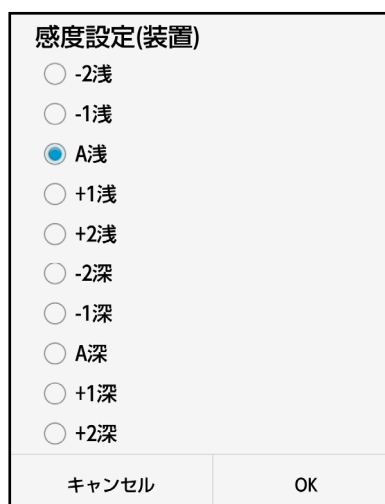 感度設定(装置)
-2浅
-1浅
A浅
+1浅
+2浅
-2深
-1深
A深
+1深
+2深
キャンセル OK